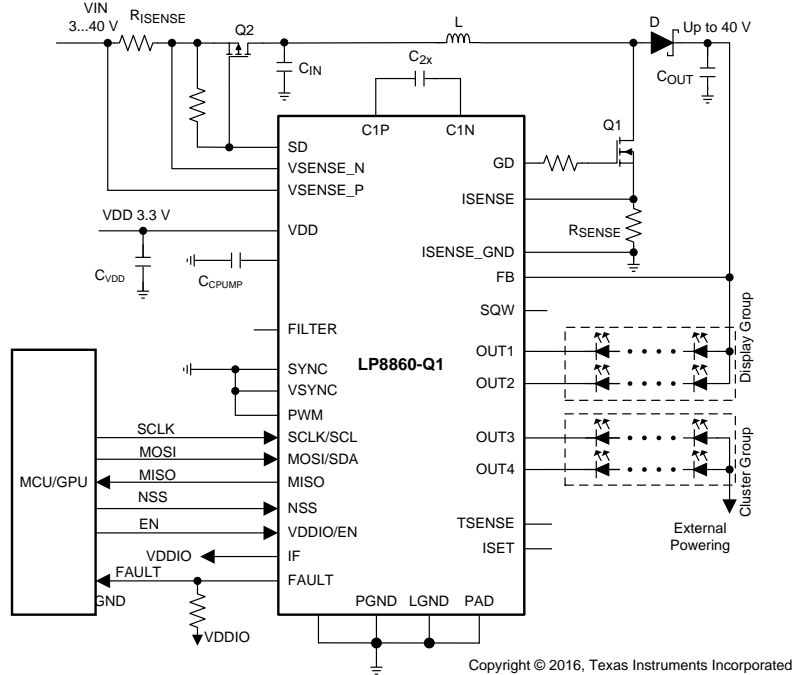 VIN
3...40 V
RISENSE
Q2
L
D
Up to 40 V
CIN
C2x
COUT
C1P
C1N
Q1
SD
VSENSE_N
VSENSE_P
GD
ISENSE
RSENSE
VDD 3.3 V
VDD
ISENSE_GND
CVDD
CCPUMP
FB
SQW
FILTER
LP8860-Q1
OUT1
OUT2
Display Group
SYNC
VSYNC
PWM
MCU/GPU
SCLK
SCLK/SCL
MOSI
MOSI/SDA
MISO
MISO
NSS
NSS
EN
VDDIO/EN
OUT3
OUT4
Cluster Group
VDDIO
IF
TSENSE
ISET
External
Powering
FAULT
FAULT
GND
VDDIO
PGND
LGND
PAD
Copyright © 2016, Texas Instruments Incorporated